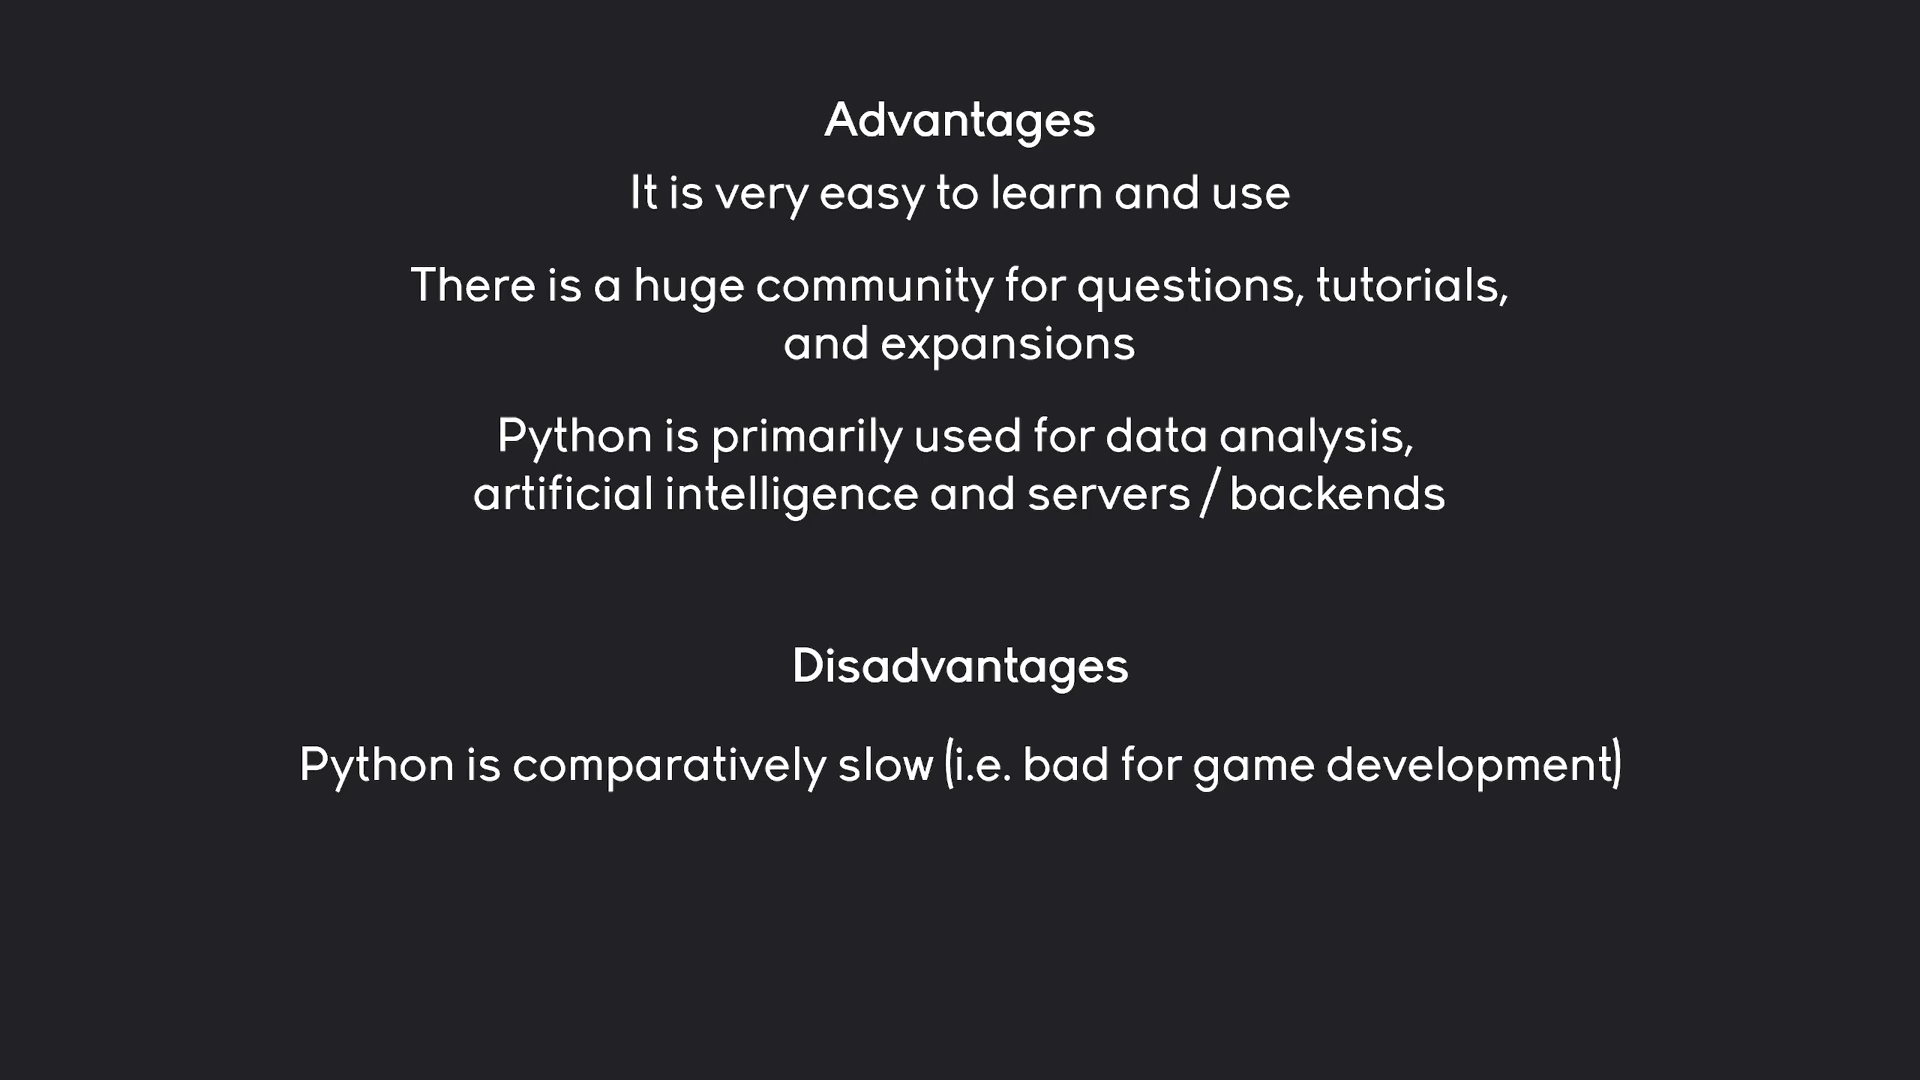 Advantages
It is very easy to learn and use
There is a huge community for questions, tutorials,
and expansions
Python is primarily used for data analysis,
artificial intelligence and servers / backends
Disadvantages
Python is comparatively slow (i.e. bad for game development)